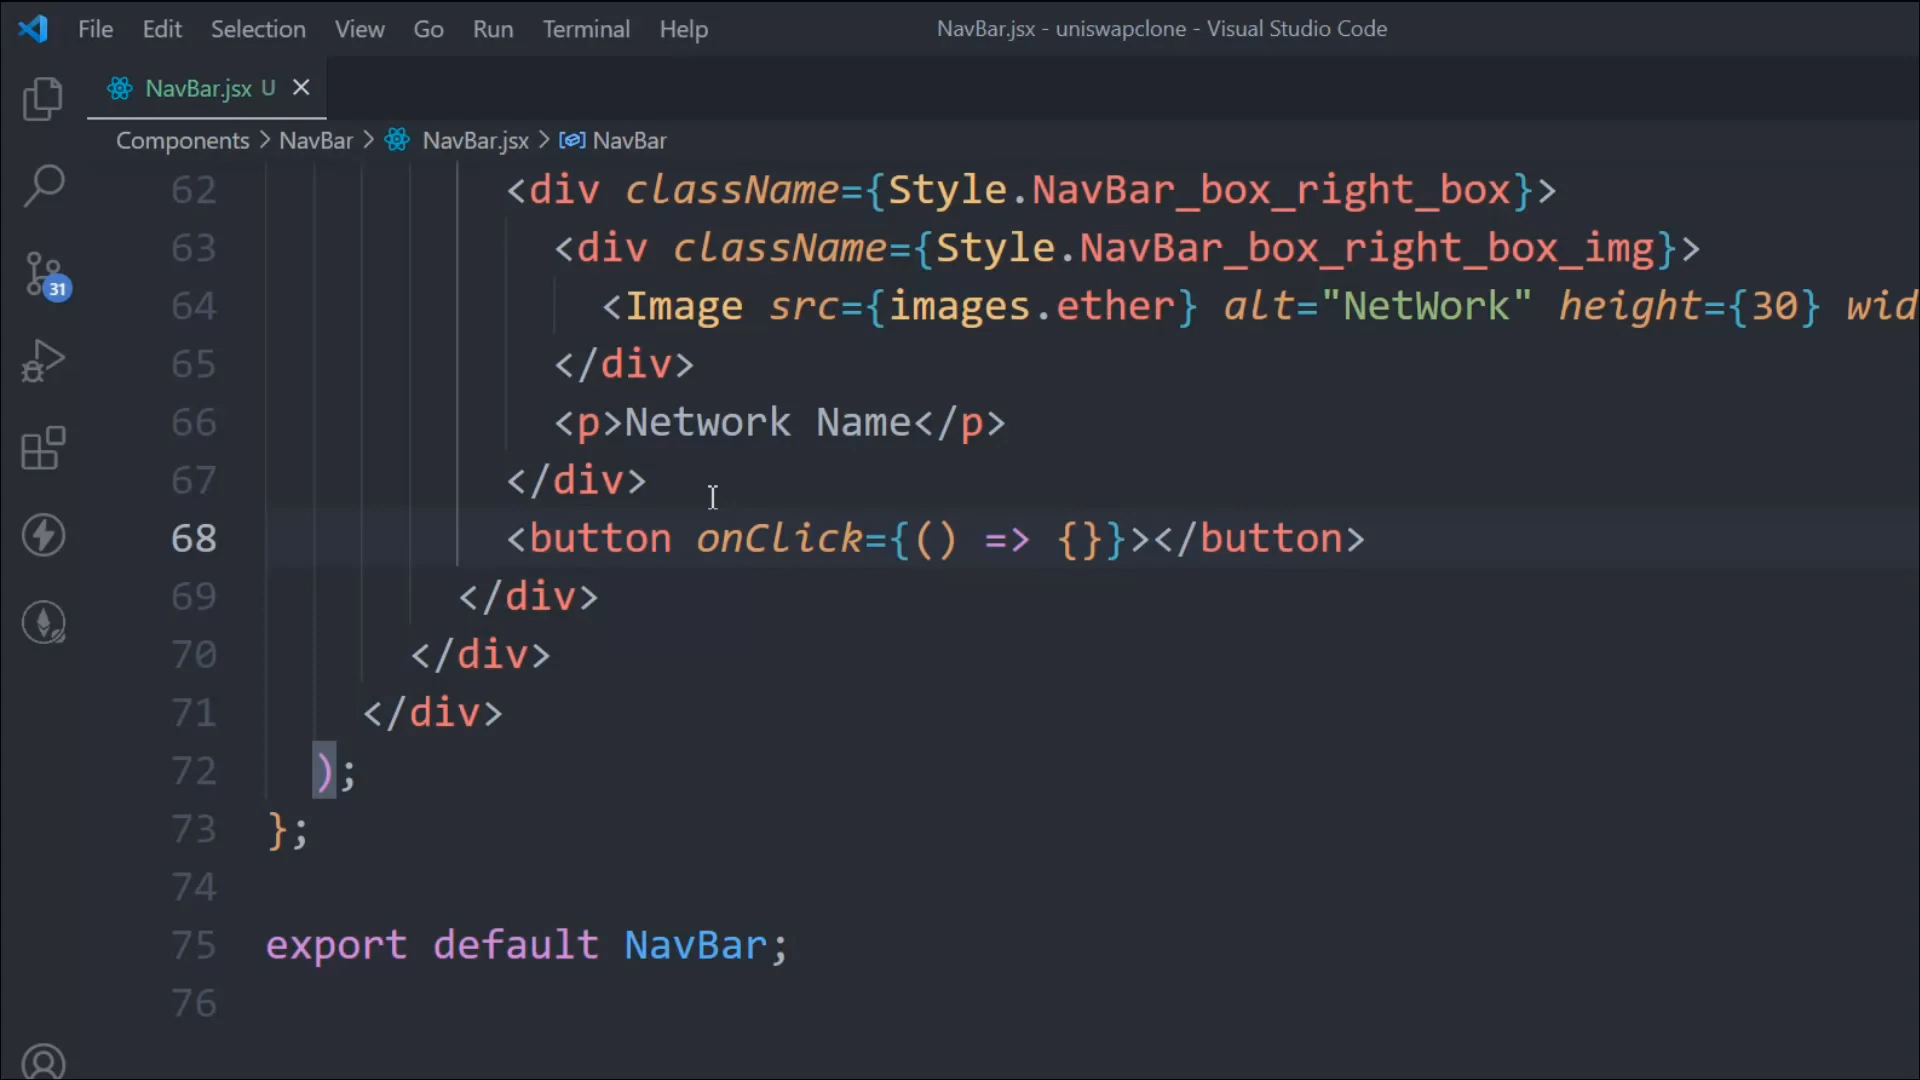 File Edit Selection View Go Run Terminal Help NavBar.jsx - uniswapclone - Visual Studio Code
NavBar.jsx U
Components > NavBar > NavBar.jsx > NavBar
62 <div className={Style.NavBar_box_right_box}>
63 <div className={Style.NavBar_box_right_box_img}>
64 <Image src={images.ether} alt="NetWork" height={30} wid
65 </div>
66 <p>Network Name</p>
67 </div>
68 <button onClick={() => {}}></button>
69 </div>
70 </div>
71 </div>
72 );
73 };
74
75 export default NavBar;
76
31